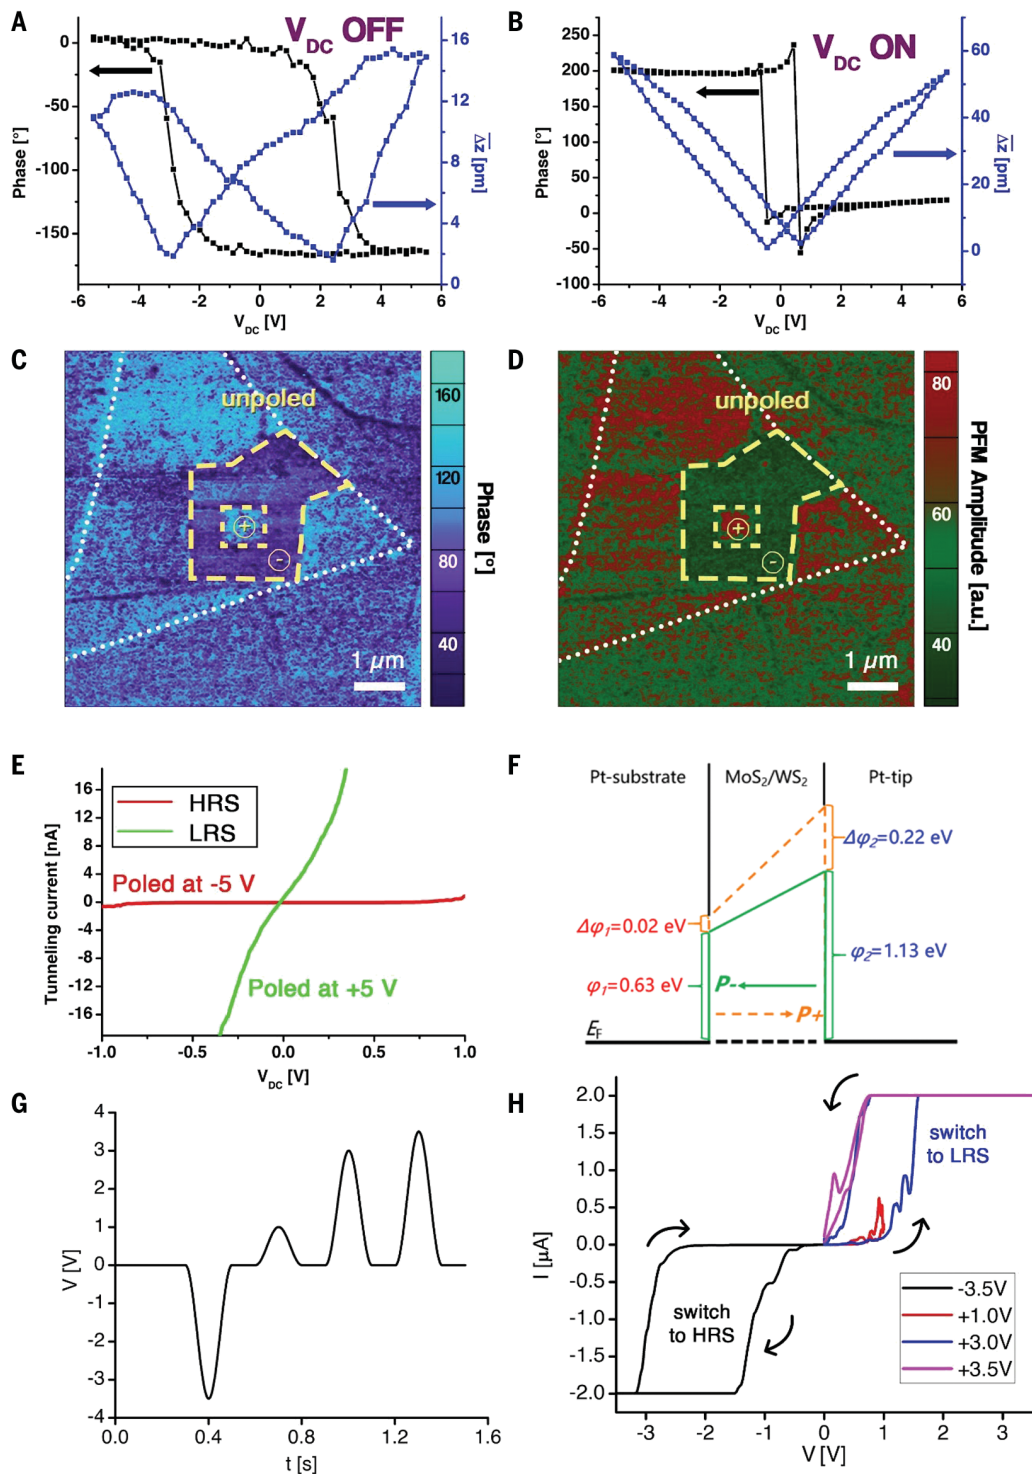 A
V_DC OFF
Phase [°]
0
-50
-100
-150
-6
-4
-2
0
2
4
6
V_DC [V]
16
12
8
4
0
Δz [pm]
B
V_DC ON
Phase [°]
250
200
150
100
50
0
-50
-100
-6
-4
-2
0
2
4
6
V_DC [V]
60
40
20
0
Δz [pm]
C
unpoled
+
-
1 µm
160
120
80
40
Phase [°]
D
unpoled
+
-
1 µm
80
60
40
PFM Amplitude [a.u.]
E
Tunneling current [nA]
16
12
8
4
0
-4
-8
-12
-16
HRS
LRS
Poled at -5 V
Poled at +5 V
-1.0
-0.5
0.0
0.5
1.0
V_DC [V]
F
Pt-substrate
MoS₂/WS₂
Pt-tip
Δφ₂=0.22 eV
Δφ₁=0.02 eV
φ₂=1.13 eV
φ₁=0.63 eV
P-
P+
E_F
G
V [V]
4
3
2
1
0
-1
-2
-3
-4
0.0
0.4
0.8
1.2
1.6
t [s]
H
I [µA]
2.0
1.5
1.0
0.5
0.0
-0.5
-1.0
-1.5
-2.0
switch
to LRS
switch
to HRS
-3.5V
+1.0V
+3.0V
+3.5V
-3
-2
-1
0
1
2
3
V [V]